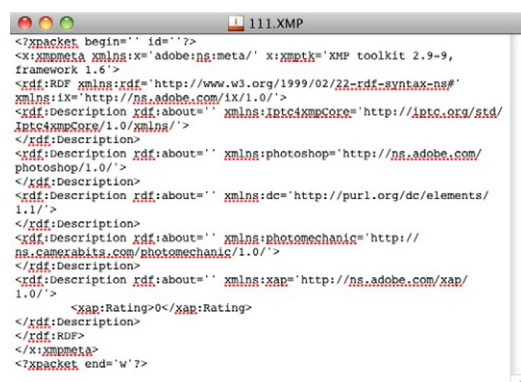 111.XMP
<?xpacket begin='' id=''?>
<x:xmpmeta xmlns:x='adobe:ns:meta/' x:xmptk='XMP toolkit 2.9-9,
framework 1.6'>
<rdf:RDF xmlns:rdf='http://www.w3.org/1999/02/22-rdf-syntax-ns#'
xmlns:ix='http://ns.adobe.com/ix/1.0/'>
<rdf:Description rdf:about='' xmlns:Iptc4xmpCore='http://iptc.org/std/
Iptc4xmpCore/1.0/xmlns/'>
</rdf:Description>
<rdf:Description rdf:about='' xmlns:photoshop='http://ns.adobe.com/
photoshop/1.0/'>
</rdf:Description>
<rdf:Description rdf:about='' xmlns:dc='http://purl.org/dc/elements/
1.1/'>
</rdf:Description>
<rdf:Description rdf:about='' xmlns:photomechanic='http://
ns.camerabits.com/photomechanic/1.0/'>
</rdf:Description>
<rdf:Description rdf:about='' xmlns:xap='http://ns.adobe.com/xap/
1.0/'>
<xap:Rating>0</xap:Rating>
</rdf:Description>
</rdf:RDF>
</x:xmpmeta>
<?xpacket end='w'?>